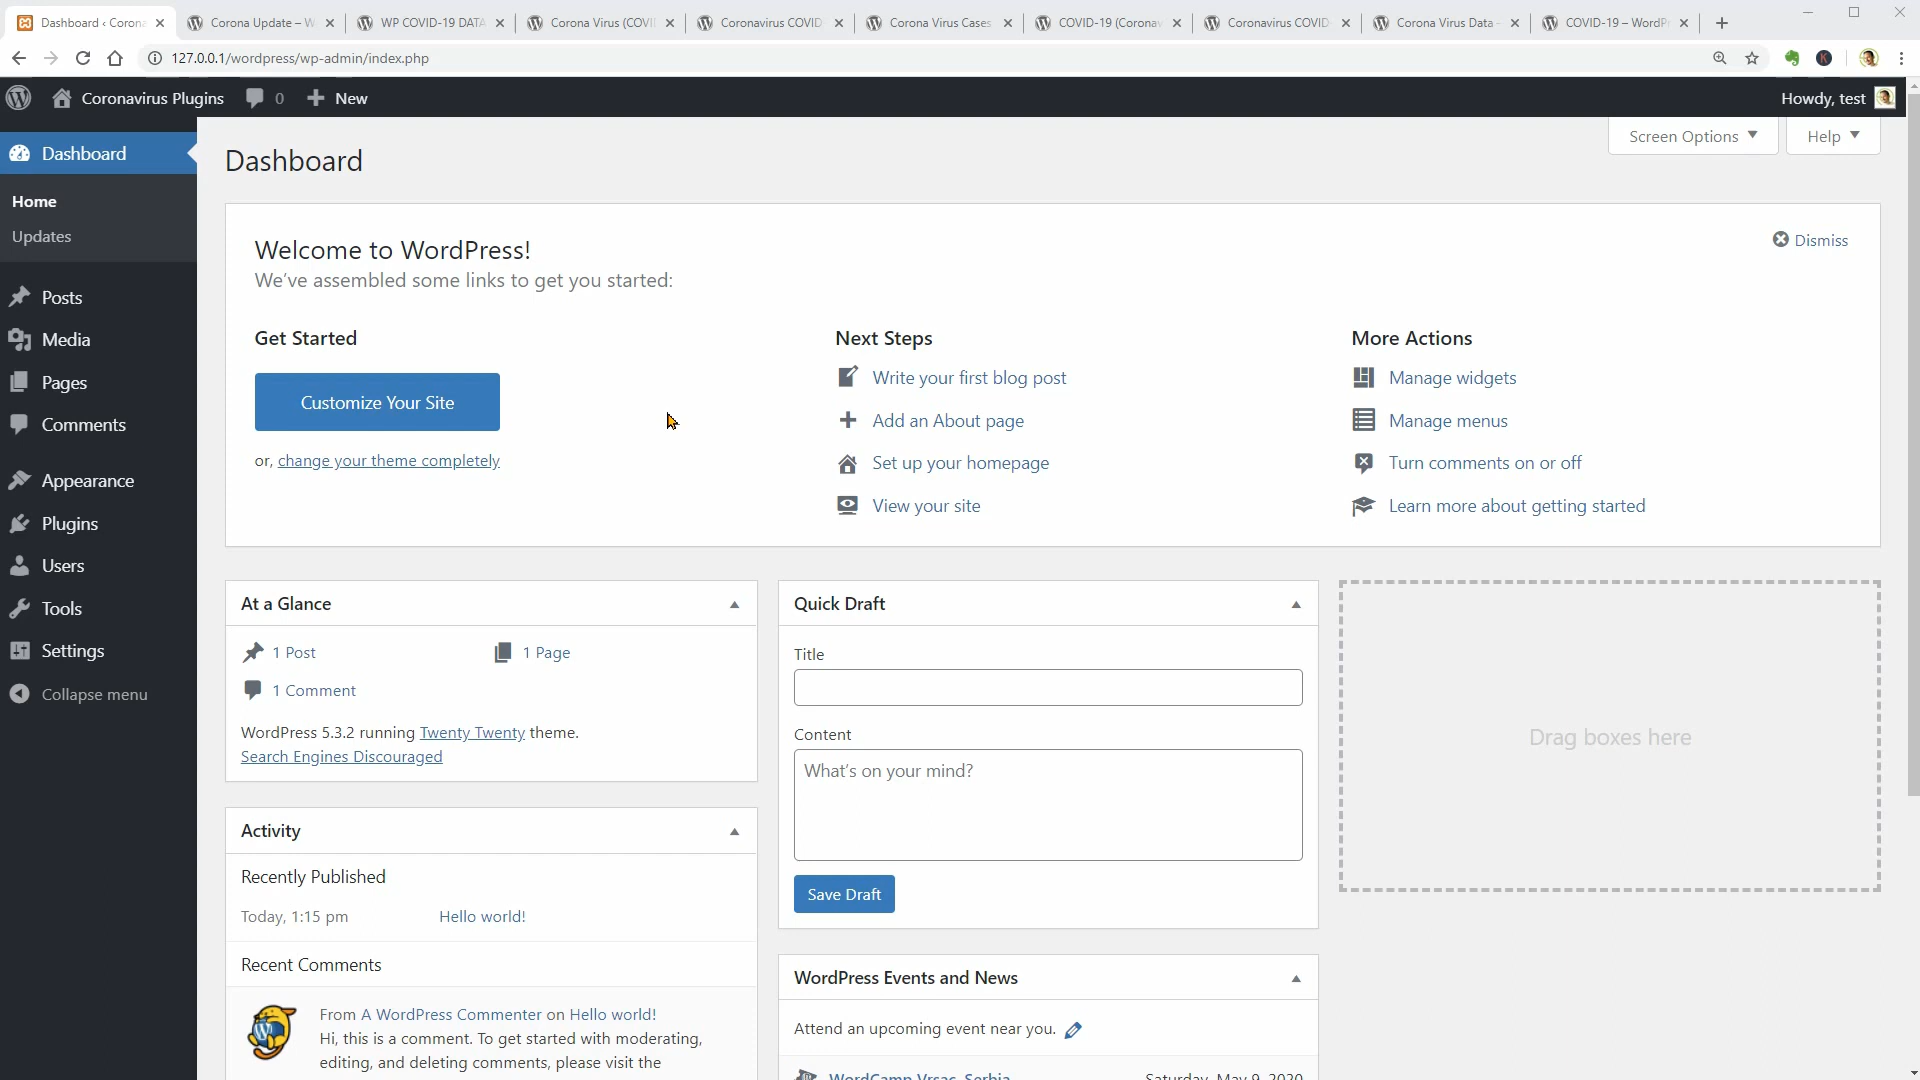 Dashboard ‹ Corona
Corona Update – W
WP COVID-19 DATA
Corona Virus (COVI
Coronavirus COVID
Corona Virus Cases
COVID-19 (Corona
Coronavirus COVID-
Corona Virus Data -
COVID-19 – WordP
127.0.0.1/wordpress/wp-admin/index.php
K
Coronavirus Plugins
0
New
Howdy, test
Dashboard
Home
Updates
Posts
Media
Pages
Comments
Appearance
Plugins
Users
Tools
Settings
Collapse menu
Screen Options
Help
Dashboard
Welcome to WordPress!
We've assembled some links to get you started:
Dismiss
Get Started
Customize Your Site
or, change your theme completely
Next Steps
Write your first blog post
Add an About page
Set up your homepage
View your site
More Actions
Manage widgets
Manage menus
Turn comments on or off
Learn more about getting started
At a Glance
1 Post
1 Page
1 Comment
WordPress 5.3.2 running Twenty Twenty theme.
Search Engines Discouraged
Activity
Recently Published
Today, 1:15 pm
Hello world!
Recent Comments
From A WordPress Commenter on Hello world!
Hi, this is a comment. To get started with moderating,
editing, and deleting comments, please visit the
Quick Draft
Title
Content
What's on your mind?
Save Draft
WordPress Events and News
Attend an upcoming event near you.
WordCamp Vrsac, Serbia
Saturday, May 9, 2020
Drag boxes here